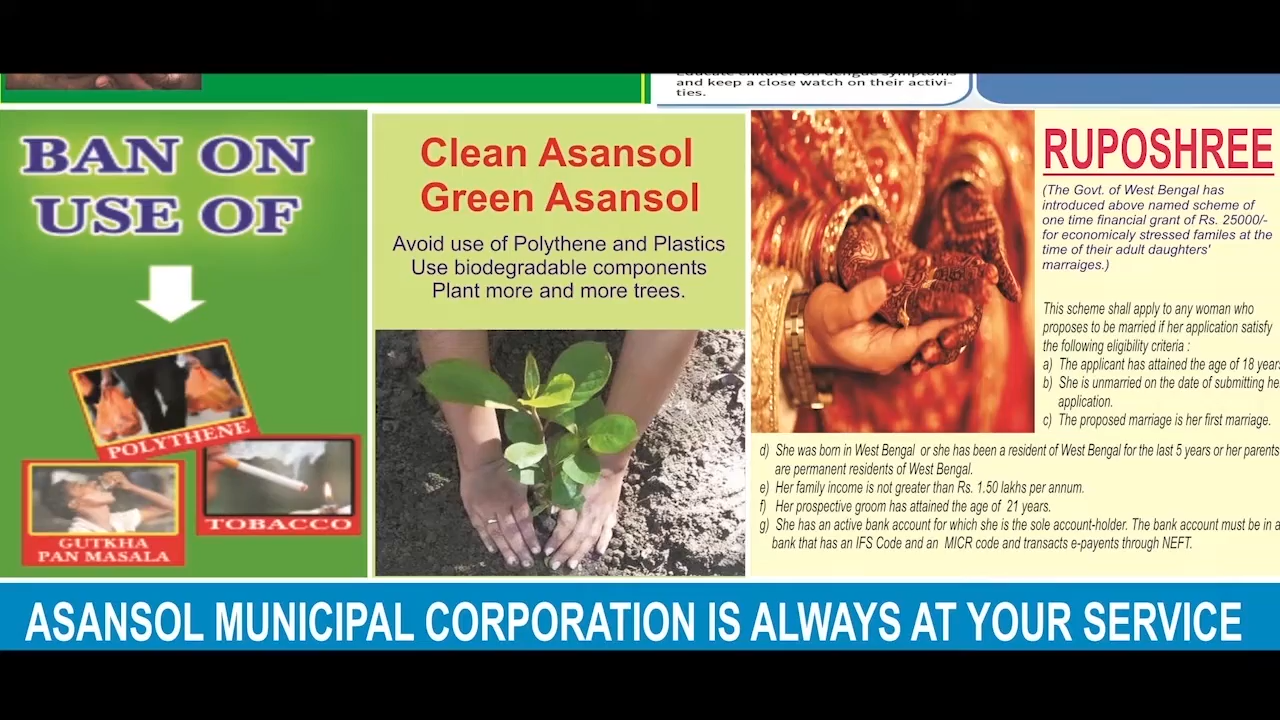 Educate children on dengue symptoms
and keep a close watch on their activi-
ties.
BAN ON
USE OF
POLYTHENE
TOBACCO
GUTKHA
PAN MASALA
Clean Asansol
Green Asansol
Avoid use of Polythene and Plastics
Use biodegradable components
Plant more and more trees.
RUPOSHREE
(The Govt. of West Bengal has
introduced above named scheme of
one time financial grant of Rs. 25000/-
for economicaly stressed familes at the
time of their adult daughters'
marraiges.)
This scheme shall apply to any woman who
proposes to be married if her application satisfy
the following eligibility criteria :
a) The applicant has attained the age of 18 years
b) She is unmarried on the date of submitting he
application.
c) The proposed marriage is her first marriage.
d) She was born in West Bengal or she has been a resident of West Bengal for the last 5 years or her parents
are permanent residents of West Bengal.
e) Her family income is not greater than Rs. 1.50 lakhs per annum.
f) Her prospective groom has attained the age of 21 years.
g) She has an active bank account for which she is the sole account-holder. The bank account must be in a
bank that has an IFS Code and an MICR code and transacts e-payents through NEFT.
ASANSOL MUNICIPAL CORPORATION IS ALWAYS AT YOUR SERVICE